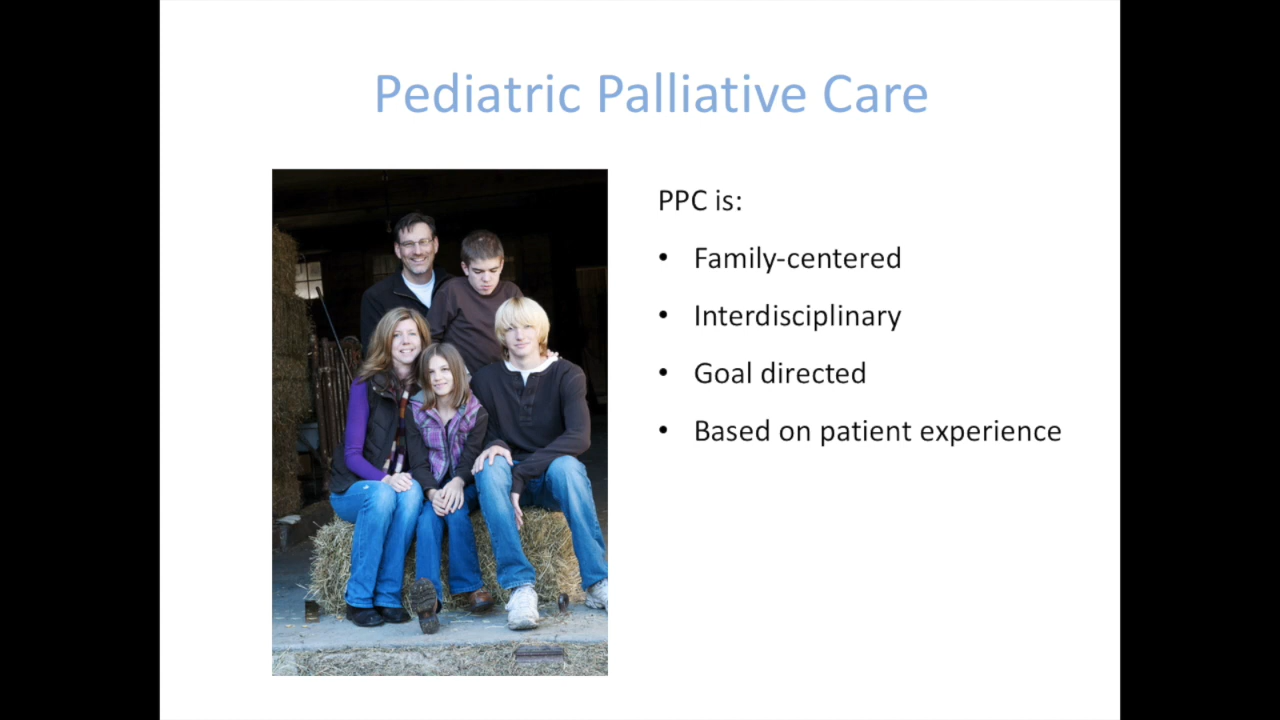 Pediatric Palliative Care
PPC is:
• Family-centered
• Interdisciplinary
• Goal directed
• Based on patient experience